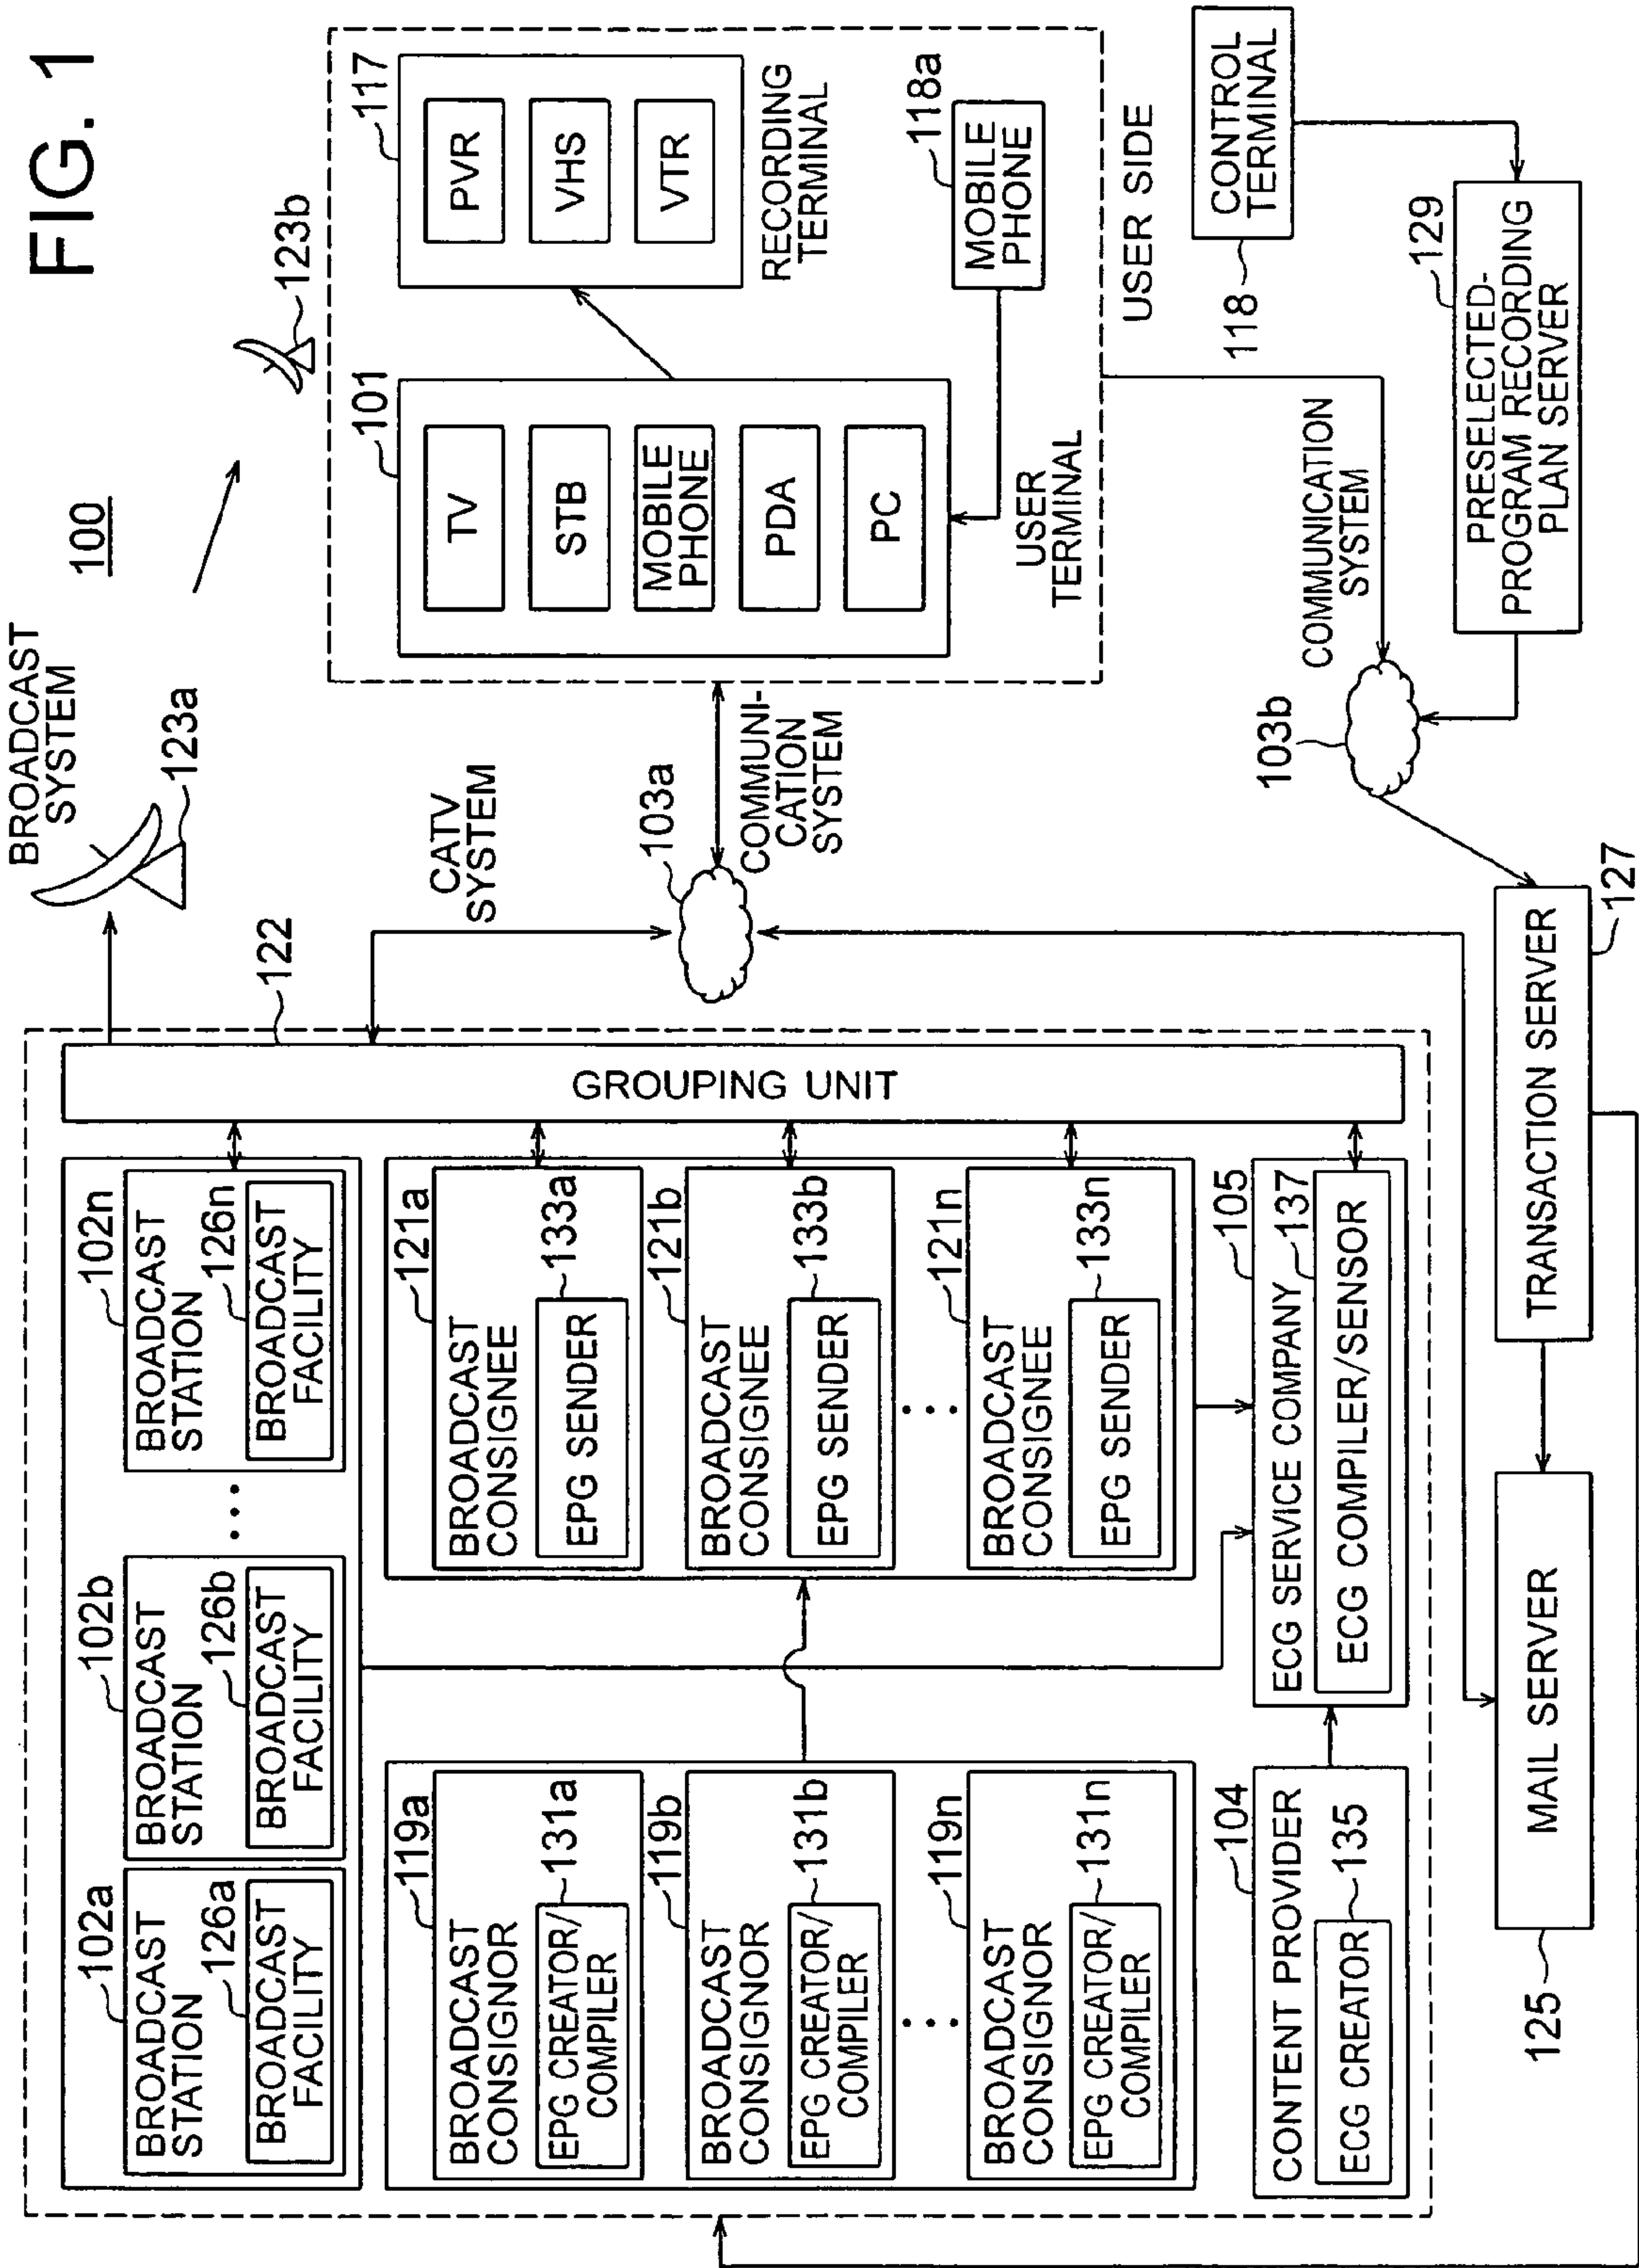 FIG. 1
100
BROADCAST
SYSTEM
123a
123b
102a
BROADCAST
STATION
126a
BROADCAST
FACILITY
102b
BROADCAST
STATION
126b
BROADCAST
FACILITY
...
102n
BROADCAST
STATION
126n
BROADCAST
FACILITY
122
GROUPING UNIT
119a
BROADCAST
CONSIGNOR
131a
EPG CREATOR/
COMPILER
119b
BROADCAST
CONSIGNOR
131b
EPG CREATOR/
COMPILER
...
119n
BROADCAST
CONSIGNOR
131n
EPG CREATOR/
COMPILER
121a
BROADCAST
CONSIGNEE
133a
EPG SENDER
121b
BROADCAST
CONSIGNEE
133b
EPG SENDER
...
121n
BROADCAST
CONSIGNEE
133n
EPG SENDER
104
CONTENT PROVIDER
135
ECG CREATOR
105
ECG SERVICE COMPANY
137
ECG COMPILER/SENSOR
CATV
SYSTEM
103a
COMMUNI-
CATION
SYSTEM
101
TV
STB
MOBILE
PHONE
PDA
PC
USER
TERMINAL
117
PVR
VHS
VTR
RECORDING
TERMINAL
118a
MOBILE
PHONE
USER SIDE
CONTROL
TERMINAL
118
129
PRESELECTED-
PROGRAM RECORDING
PLAN SERVER
COMMUNICATION
SYSTEM
103b
TRANSACTION SERVER
127
MAIL SERVER
125